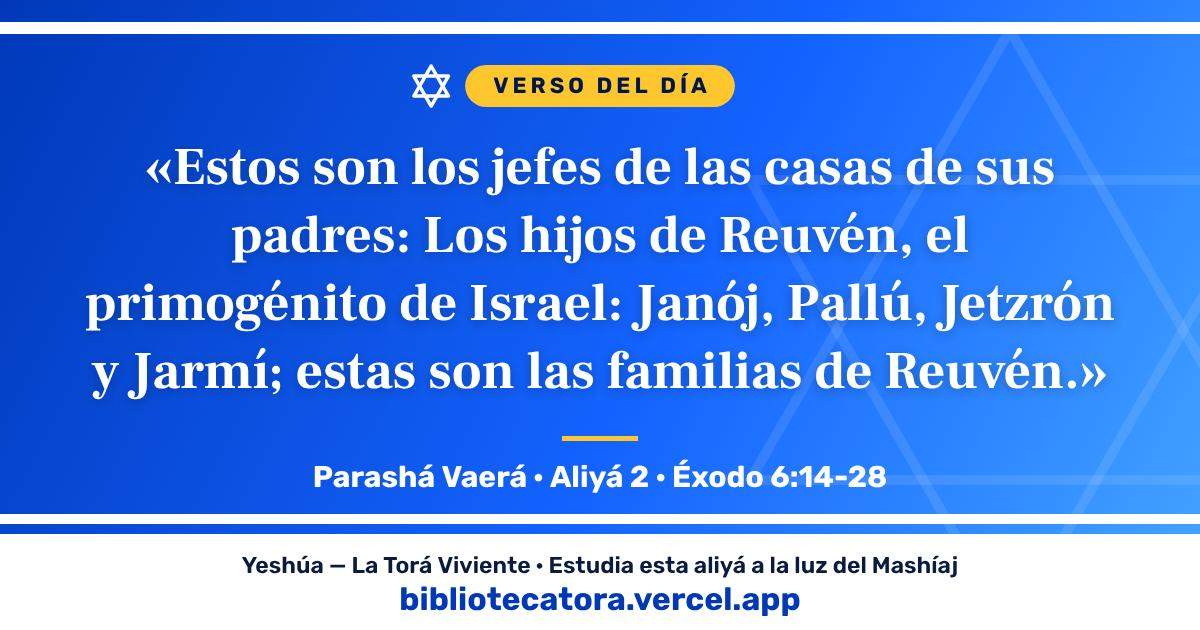 VERSO DEL DÍA
«Estos son los jefes de las casas de sus
padres: Los hijos de Reuvén, el
primogénito de Israel: Janój, Pallú, Jetzrón
y Jarmí; estas son las familias de Reuvén.»
Parashá Vaerá • Aliyá 2 • Éxodo 6:14-28
Yeshúa — La Torá Viviente • Estudia esta aliyá a la luz del Mashíaj
bibliotecatora.vercel.app